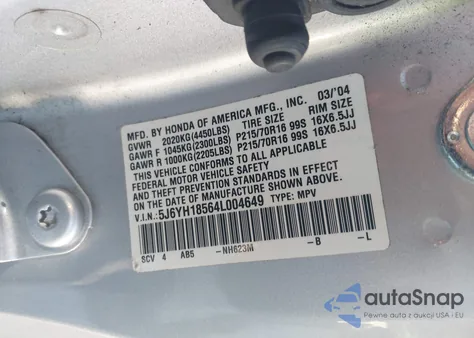 MFD. BY HONDA OF AMERICA MFG., INC. 03/'04
GVWR 2020KG(4450LBS) TIRE SIZE RIM SIZE
GAWR F 1045KG(2300LBS) P215/70R16 99S 16X6.5JJ
GAWR R 1000KG(2205LBS) P215/70R16 99S 16X6.5JJ
THIS VEHICLE CONFORMS TO ALL APPLICABLE
FEDERAL MOTOR VEHICLE SAFETY
AND THEFT PREVENTION STANDARDS IN EFFECT
ON THE DATE OF MANUFACTURE SHOWN ABOVE.
V.I.N: 5J6YH18564L004649 TYPE: MPV
SCV 4 AB5 -NH623M -B -L
autaSnap
Pewne auta z aukcji USA i EU